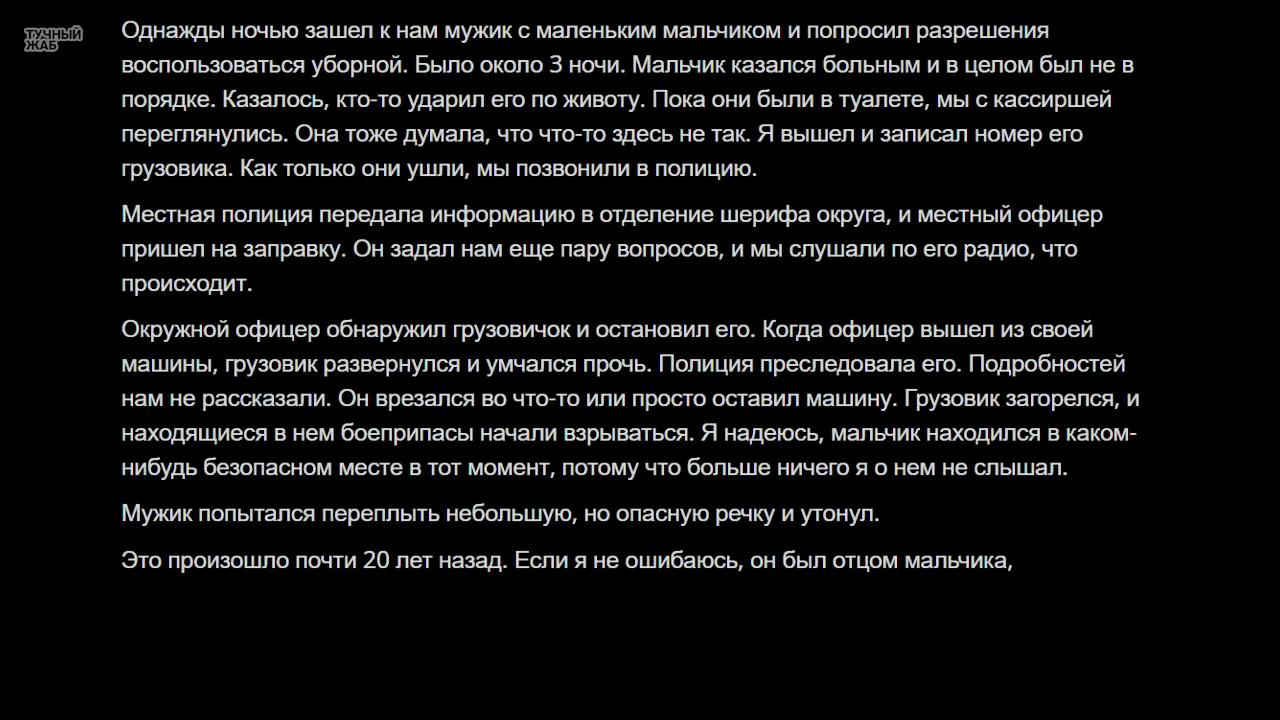 ТУЧНЫЙ
ЖАБ
Однажды ночью зашел к нам мужик с маленьким мальчиком и попросил разрешения
воспользоваться уборной. Было около 3 ночи. Мальчик казался больным и в целом был не в
порядке. Казалось, кто-то ударил его по животу. Пока они были в туалете, мы с кассиршей
переглянулись. Она тоже думала, что что-то здесь не так. Я вышел и записал номер его
грузовика. Как только они ушли, мы позвонили в полицию.
Местная полиция передала информацию в отделение шерифа округа, и местный офицер
пришел на заправку. Он задал нам еще пару вопросов, и мы слушали по его радио, что
происходит.
Окружной офицер обнаружил грузовичок и остановил его. Когда офицер вышел из своей
машины, грузовик развернулся и умчался прочь. Полиция преследовала его. Подробностей
нам не рассказали. Он врезался во что-то или просто оставил машину. Грузовик загорелся, и
находящиеся в нем боеприпасы начали взрываться. Я надеюсь, мальчик находился в каком-
нибудь безопасном месте в тот момент, потому что больше ничего я о нем не слышал.
Мужик попытался переплыть небольшую, но опасную речку и утонул.
Это произошло почти 20 лет назад. Если я не ошибаюсь, он был отцом мальчика,